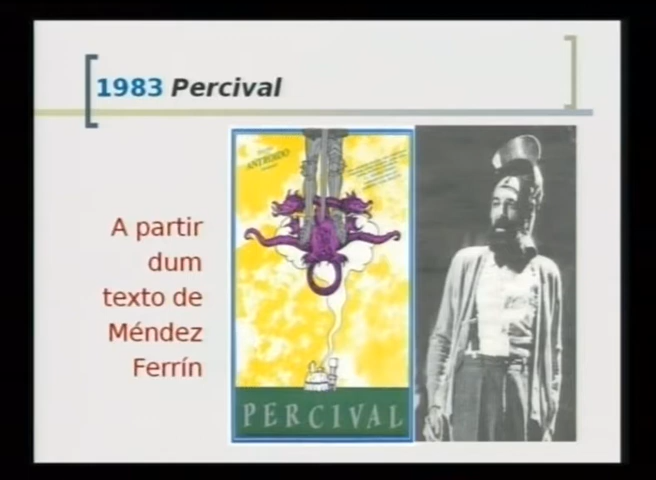 1983 Percival
A partir
dum
texto de
Méndez
Ferrín
ANTROIDO
PERCIVAL